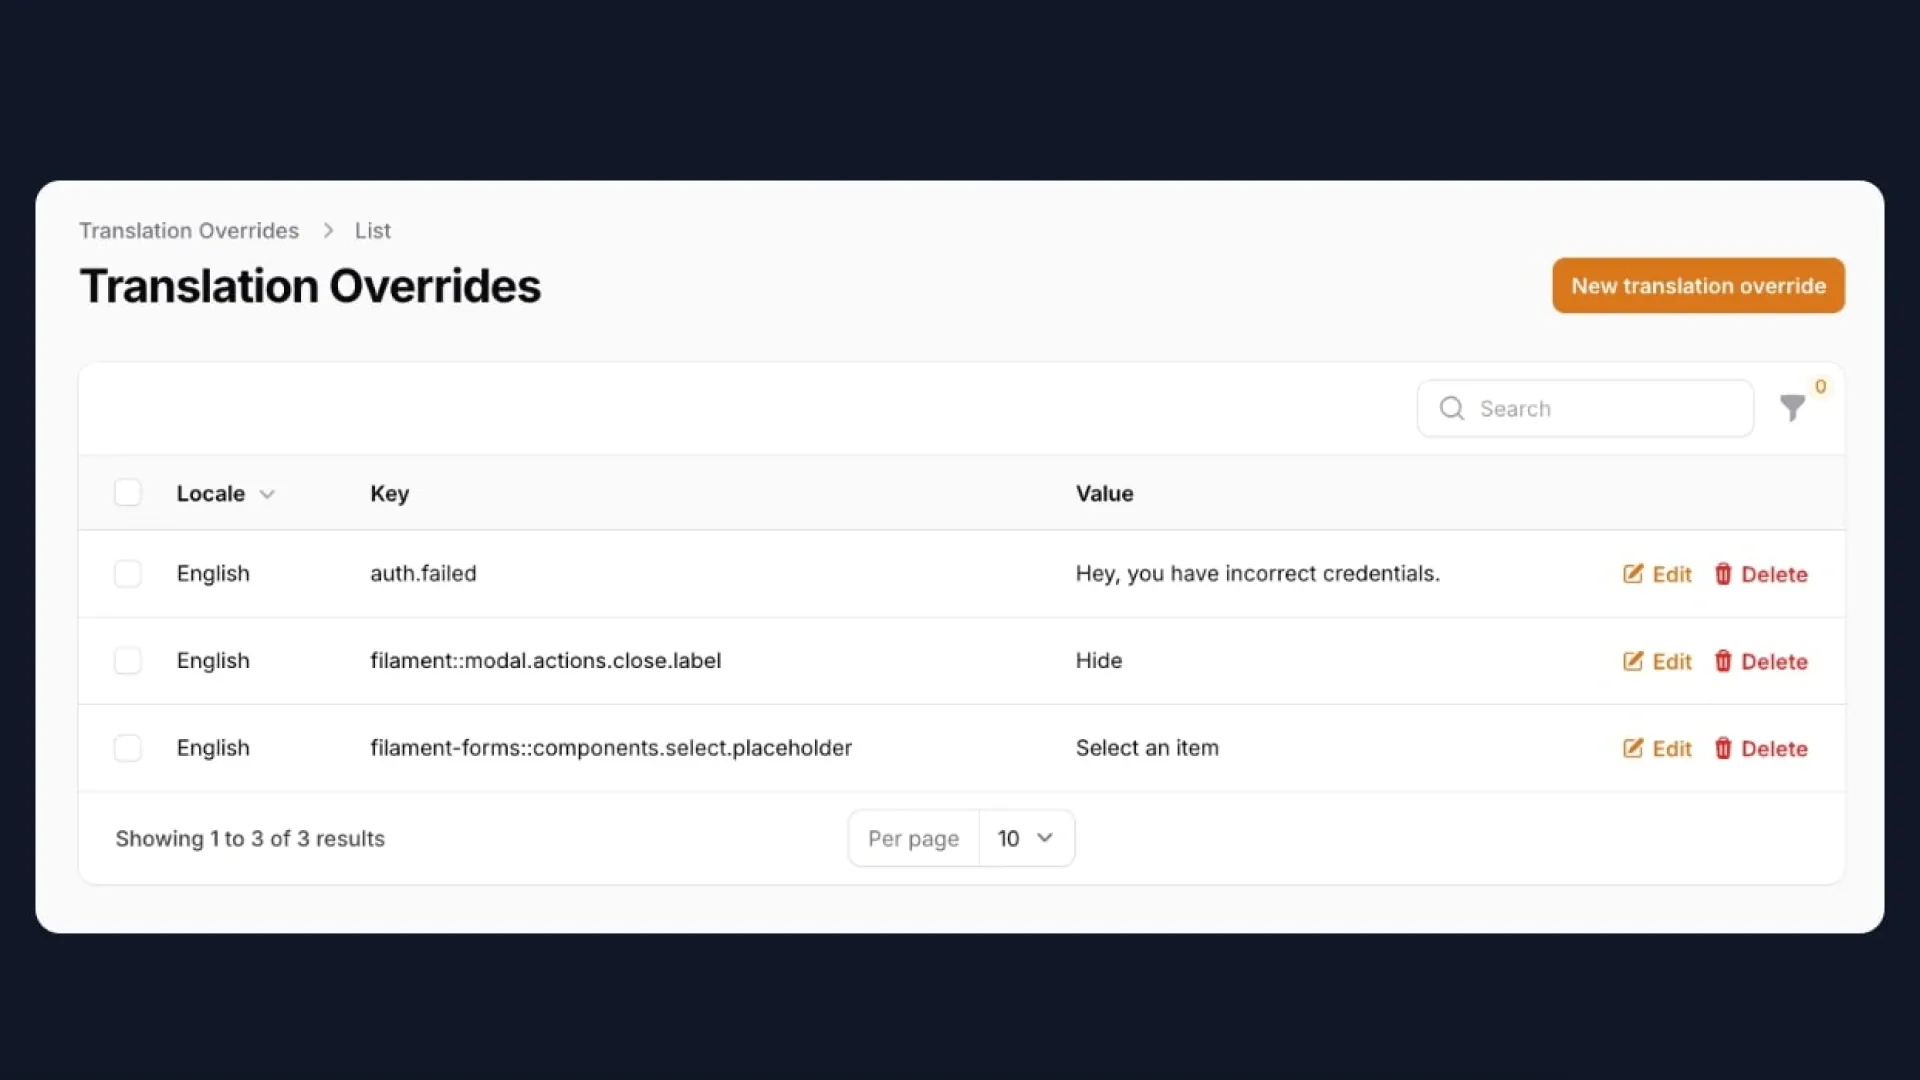 Translation Overrides > List
Translation Overrides
New translation override
Search
0
Locale Key Value
English auth.failed Hey, you have incorrect credentials. Edit Delete
English filament::modal.actions.close.label Hide Edit Delete
English filament-forms::components.select.placeholder Select an item Edit Delete
Showing 1 to 3 of 3 results Per page 10